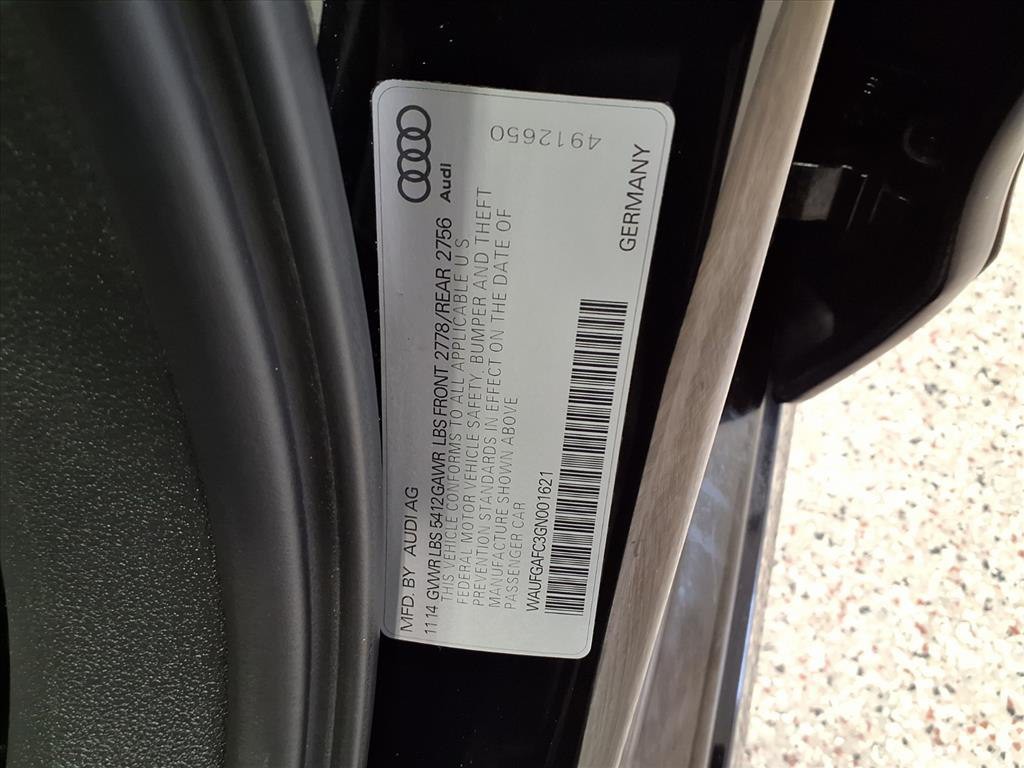 MFD. BY AUDI AG
Audi
11 14 GVWR LBS 5412 GAWR LBS FRONT 2778/REAR 2756
THIS VEHICLE CONFORMS TO ALL APPLICABLE U S
FEDERAL MOTOR VEHICLE SAFETY, BUMPER AND THEFT
PREVENTION STANDARDS IN EFFECT ON THE DATE OF
MANUFACTURE SHOWN ABOVE
PASSENGER CAR
WAUFGAFC3GN001621
GERMANY
4912650